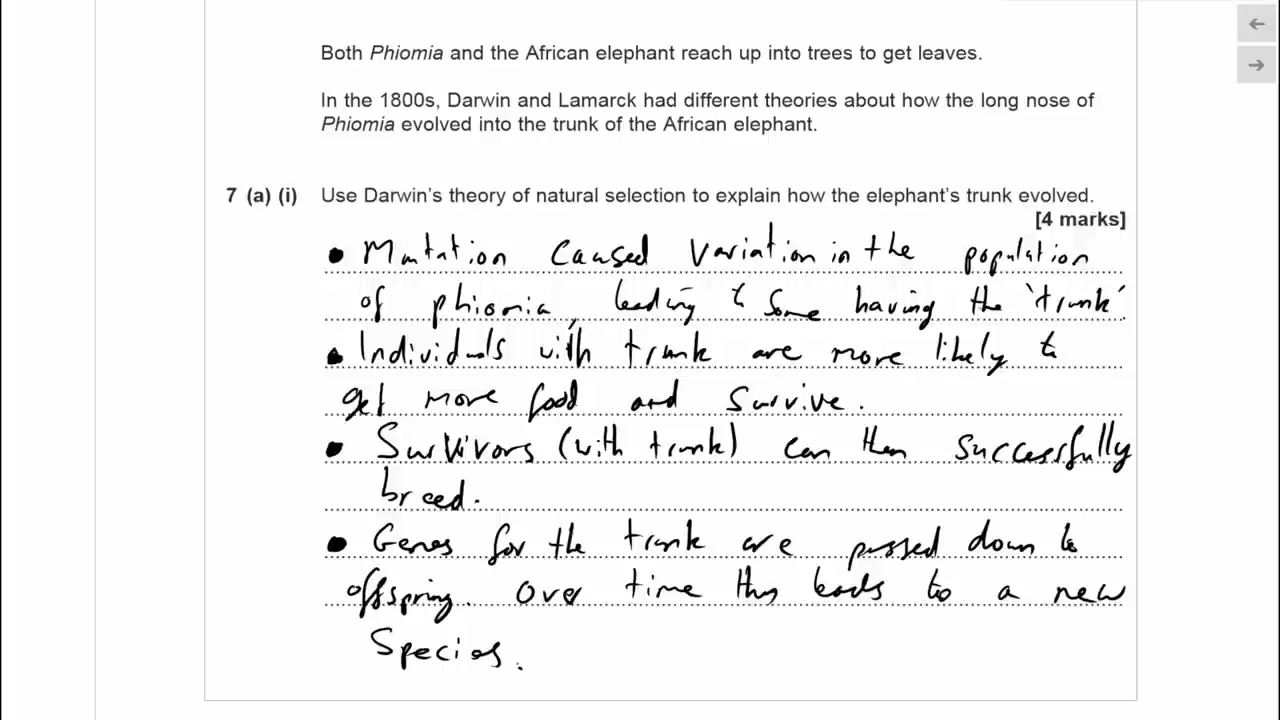 Both Phiomia and the African elephant reach up into trees to get leaves.
In the 1800s, Darwin and Lamarck had different theories about how the long nose of
Phiomia evolved into the trunk of the African elephant.
7 (a) (i) Use Darwin's theory of natural selection to explain how the elephant's trunk evolved.
[4 marks]
• Mutation caused variation in the population
of phiomia, leading to some having the 'trunk'.
• Individuals with trunk are more likely to
get more food and survive.
• Survivors (with trunk) can then successfully
breed.
• Genes for the trunk are passed down to
offspring. Over time this leads to a new
species.